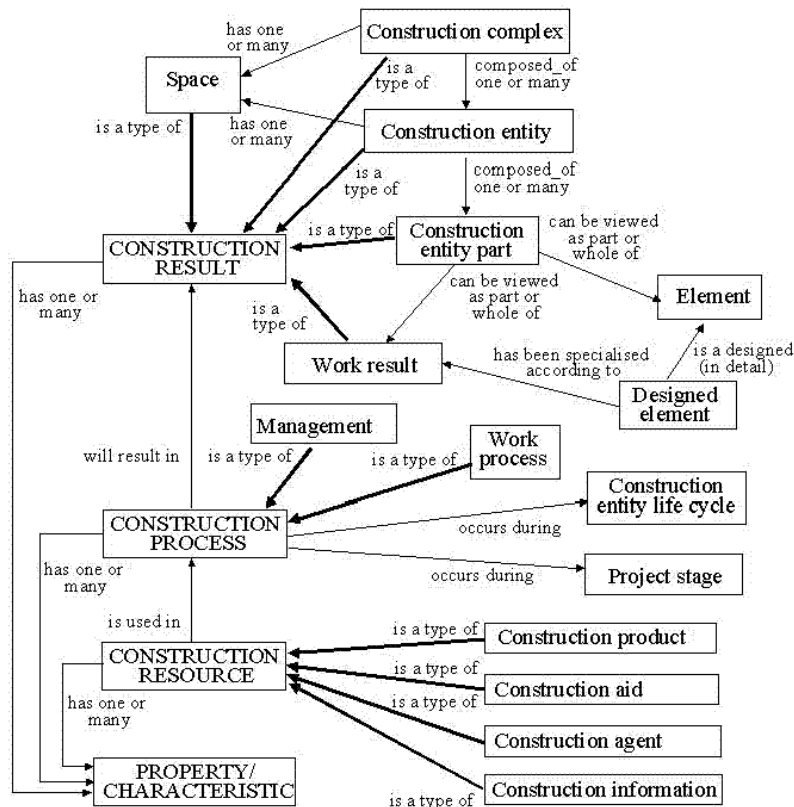 has one
or many
Construction complex
is a
type of
composed_of
one or many
Space
is a type of
has one
or many
Construction entity
is a
type of
composed_of
one or many
is a type of
Construction
entity part
can be viewed
as part or
whole of
CONSTRUCTION
RESULT
has one or
many
can be viewed
as part or
whole of
Element
is a
type of
Work result
has been specialised
according to
is a designed
(in detail)
Designed
element
Management
Work
process
will result in
is a type of
is a type of
Construction
entity life cycle
CONSTRUCTION
PROCESS
occurs during
has one or
many
occurs during
Project stage
is used in
is a type of
Construction product
CONSTRUCTION
RESOURCE
is a type of
Construction aid
has one or
many
is a type of
Construction agent
PROPERTY/
CHARACTERISTIC
Construction information
is a type of